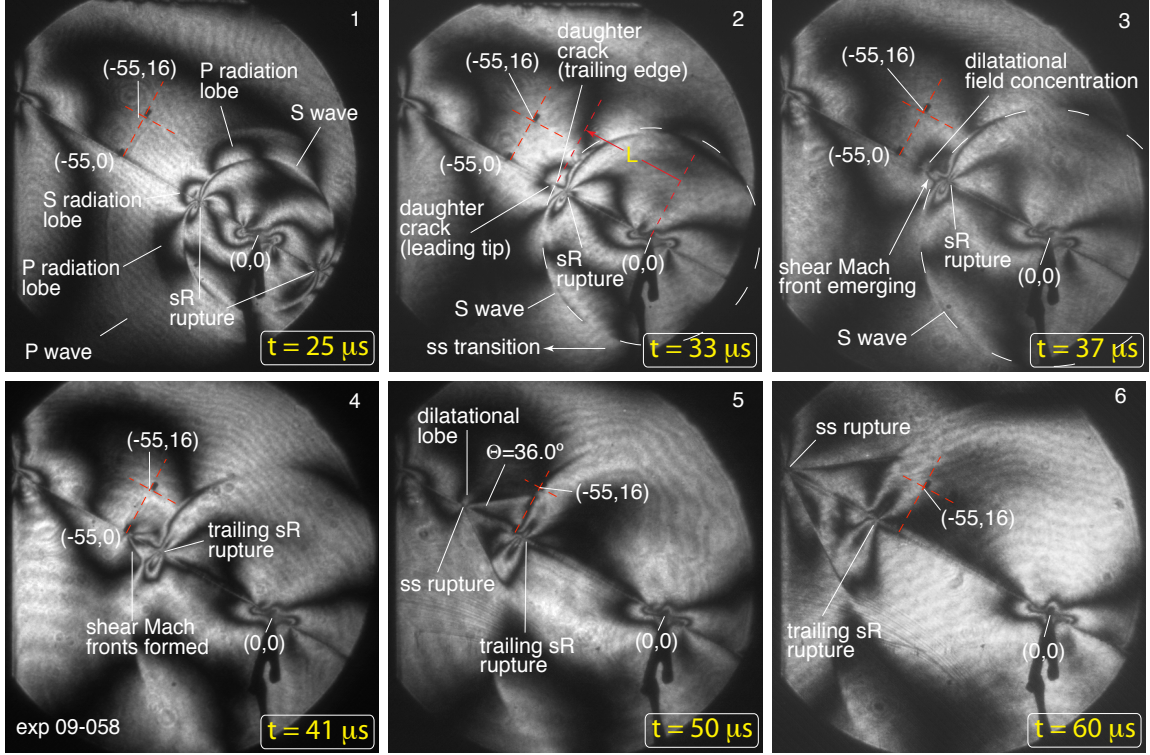 1
(-55,16)
P radiation
lobe
S wave
(-55,0)
S radiation
lobe
P radiation
lobe
(0,0)
sR
rupture
P wave
t = 25 μs
2
daughter
crack
(trailing edge)
(-55,16)
(-55,0)
L
daughter
crack
(leading tip)
sR
rupture
(0,0)
S wave
ss transition
t = 33 μs
3
(-55,16)
dilatational
field concentration
(-55,0)
shear Mach
front emerging
sR
rupture
(0,0)
S wave
t = 37 μs
4
(-55,16)
(-55,0)
trailing sR
rupture
shear Mach
fronts formed
(0,0)
exp 09-058
t = 41 μs
5
dilatational
lobe
Θ=36.0º
(-55,16)
ss rupture
trailing sR
rupture
(0,0)
t = 50 μs
6
ss rupture
(-55,16)
trailing sR
rupture
(0,0)
t = 60 μs